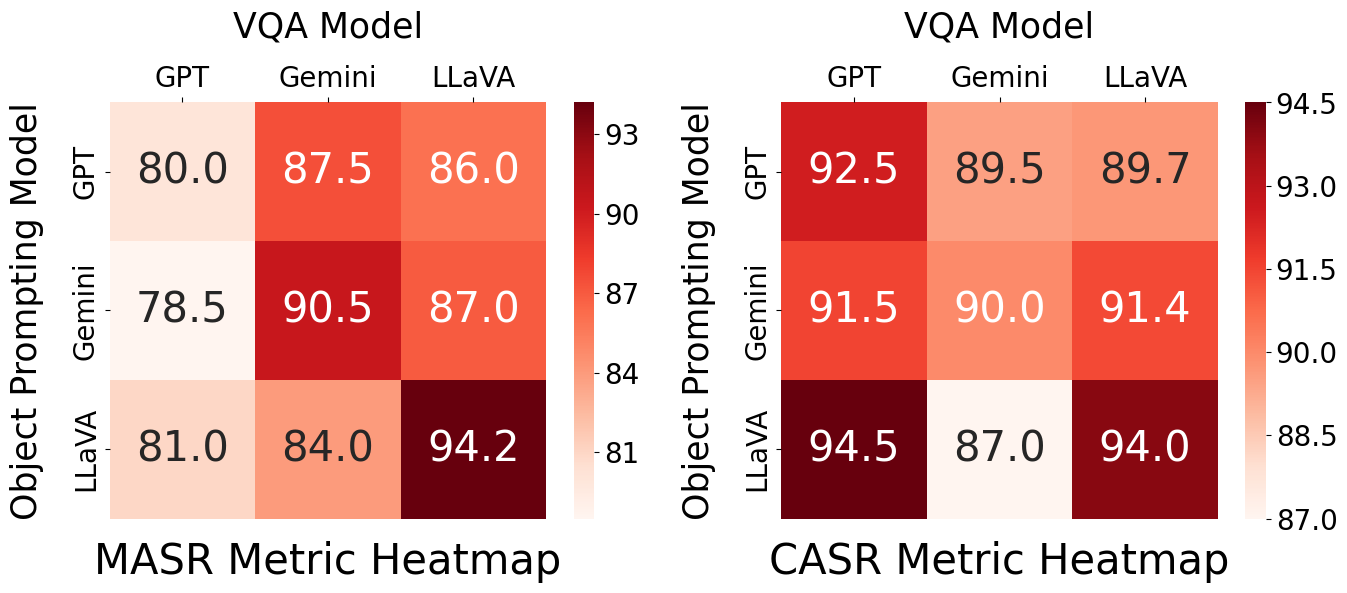 VQA Model
GPT Gemini LLaVA
Object Prompting Model
GPT 80.0 87.5 86.0
Gemini 78.5 90.5 87.0
LLaVA 81.0 84.0 94.2
93
90
87
84
81
MASR Metric Heatmap
VQA Model
GPT Gemini LLaVA
Object Prompting Model
GPT 92.5 89.5 89.7
Gemini 91.5 90.0 91.4
LLaVA 94.5 87.0 94.0
94.5
93.0
91.5
90.0
88.5
87.0
CASR Metric Heatmap